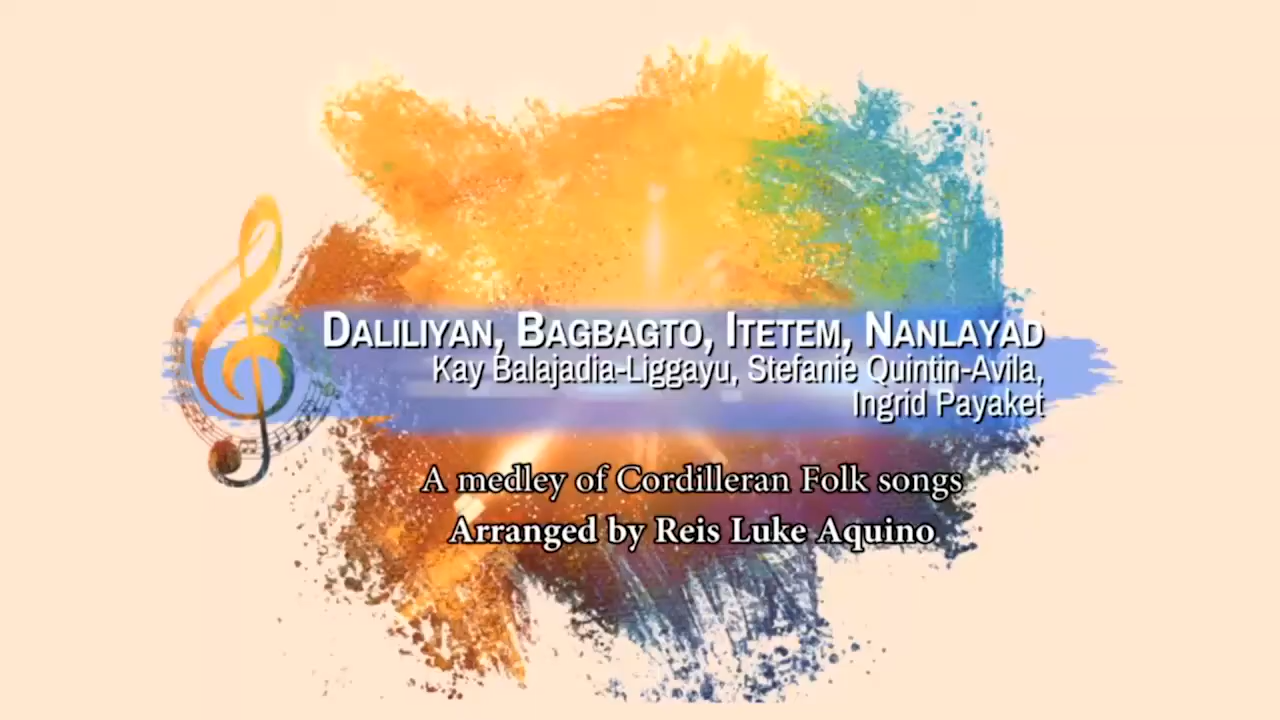 Daliliyan, Bagbagto, Itetem, Nanlayad
Kay Balajadia-Liggayu, Stefanie Quintin-Avila,
Ingrid Payaket
A medley of Cordilleran Folk songs
Arranged by Reis Luke Aquino